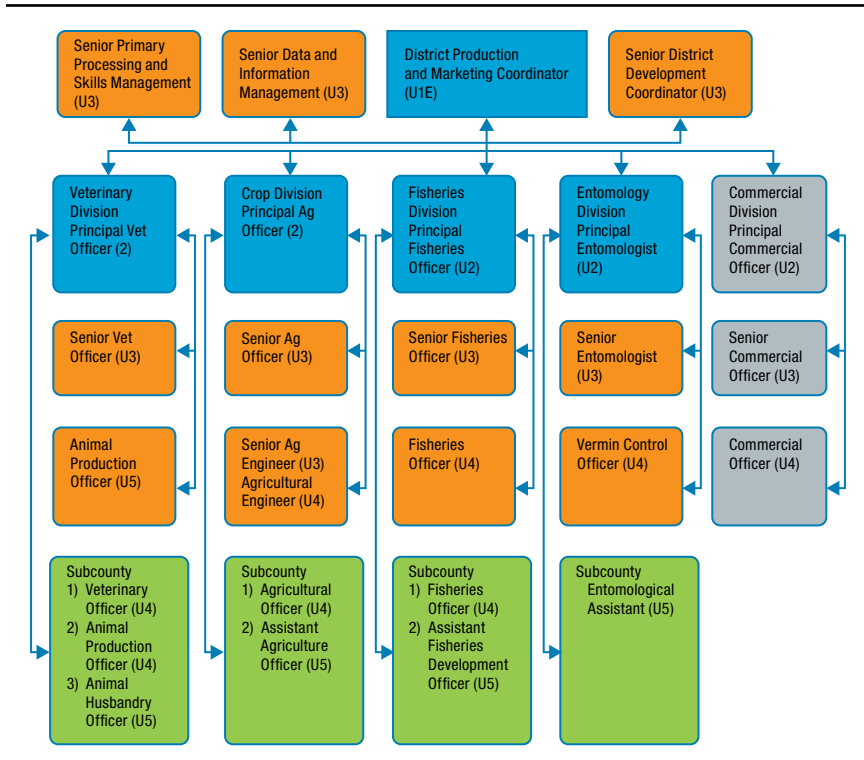 Senior Primary
Processing and
Skills Management
(U3)
Senior Data and
Information
Management (U3)
District Production
and Marketing Coordinator
(U1E)
Senior District
Development
Coordinator (U3)
Veterinary
Division
Principal Vet
Officer (2)
Crop Division
Principal Ag
Officer (2)
Fisheries
Division
Principal
Fisheries
Officer (U2)
Entomology
Division
Principal
Entomologist
(U2)
Commercial
Division
Principal
Commercial
Officer (U2)
Senior Vet
Officer (U3)
Senior Ag
Officer (U3)
Senior Fisheries
Officer (U3)
Senior
Entomologist
(U3)
Senior
Commercial
Officer (U3)
Animal
Production
Officer (U5)
Senior Ag
Engineer (U3)
Agricultural
Engineer (U4)
Fisheries
Officer (U4)
Vermin Control
Officer (U4)
Commercial
Officer (U4)
Subcounty
1) Veterinary
Officer (U4)
2) Animal
Production
Officer (U4)
3) Animal
Husbandry
Officer (U5)
Subcounty
1) Agricultural
Officer (U4)
2) Assistant
Agriculture
Officer (U5)
Subcounty
1) Fisheries
Officer (U4)
2) Assistant
Fisheries
Development
Officer (U5)
Subcounty
Entomological
Assistant (U5)